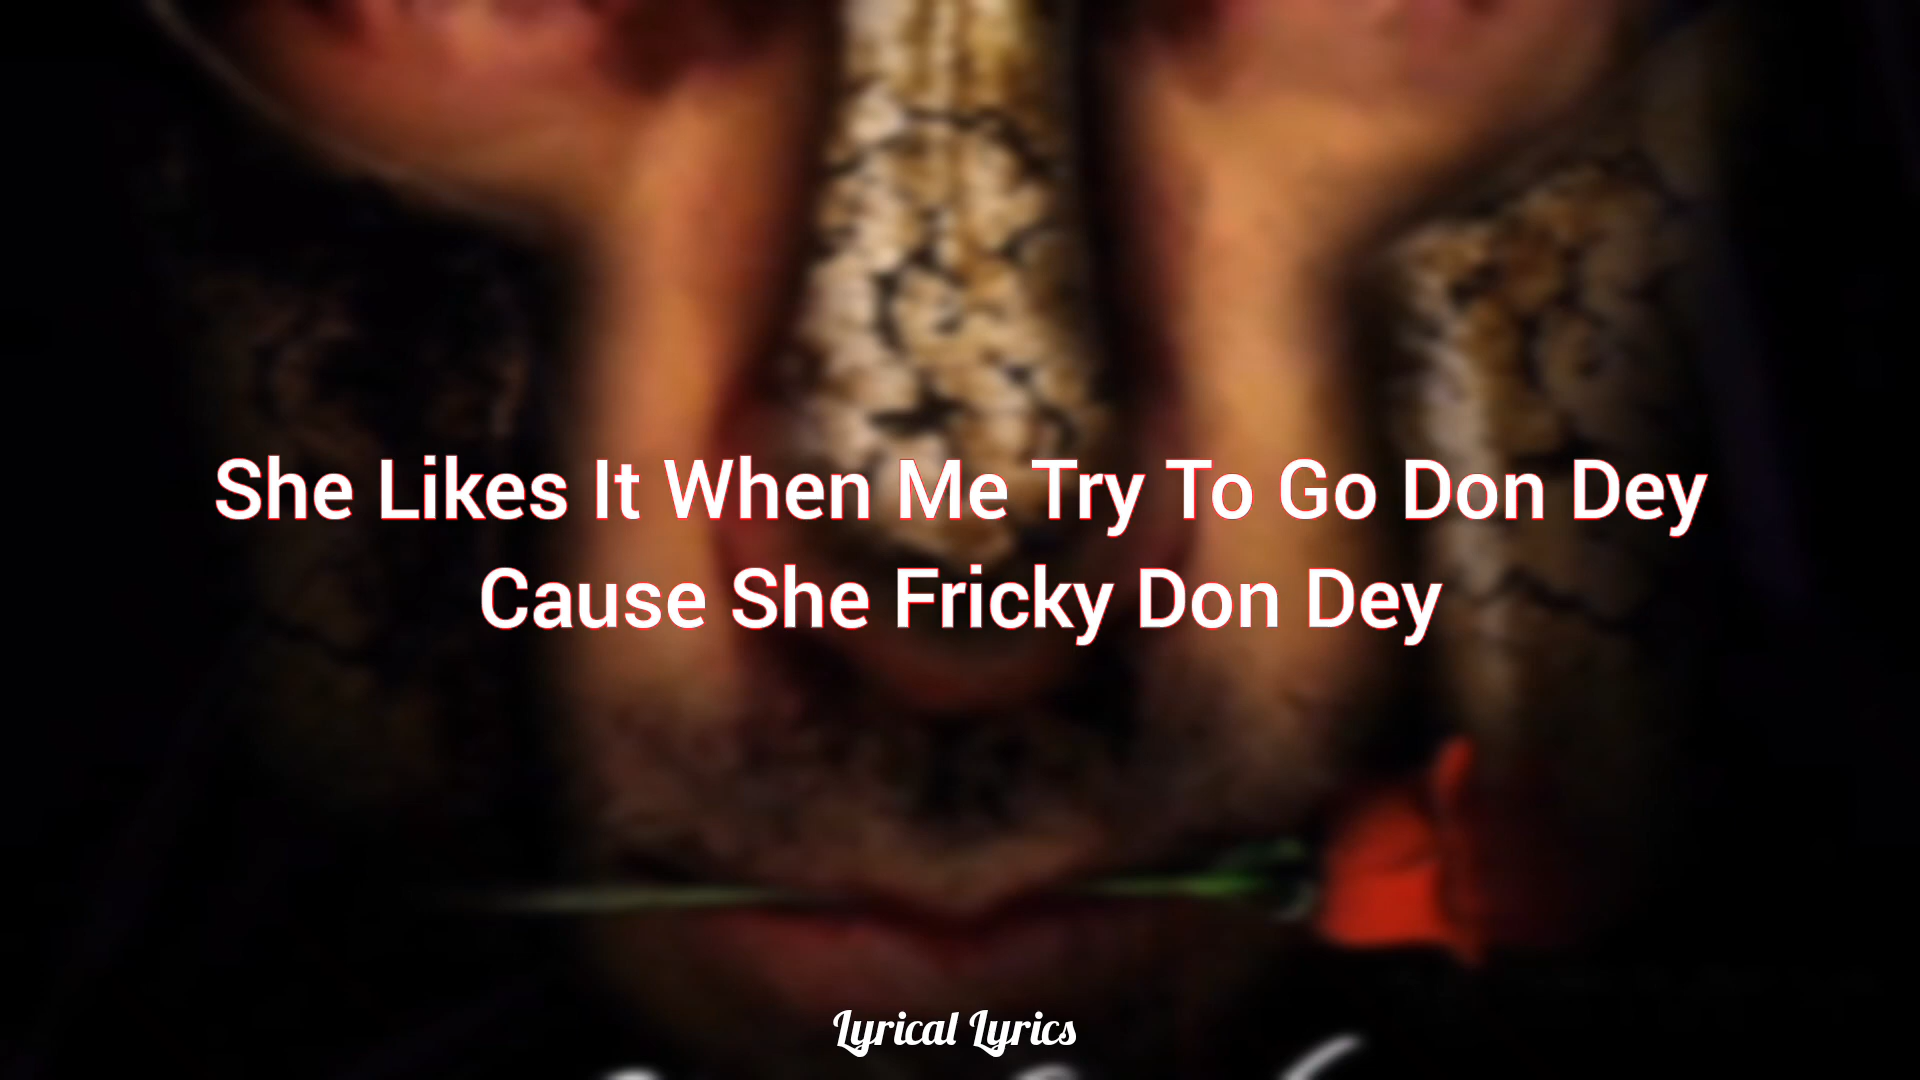 She Likes It When Me Try To Go Don Dey
Cause She Fricky Don Dey
Lyrical Lyrics